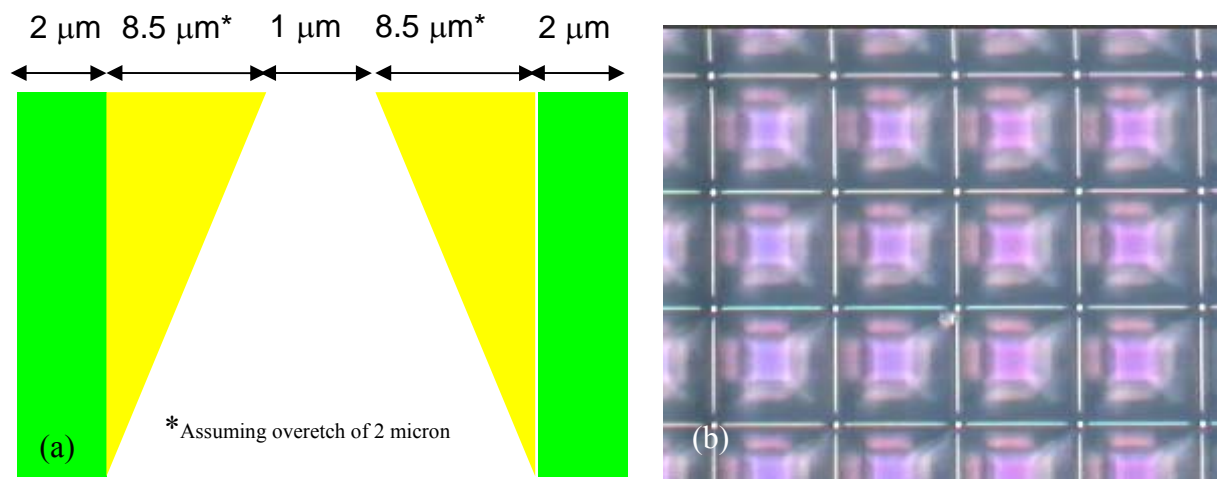 2 μm 8.5 μm* 1 μm 8.5 μm* 2 μm
*Assuming overetch of 2 micron
(a)
(b)